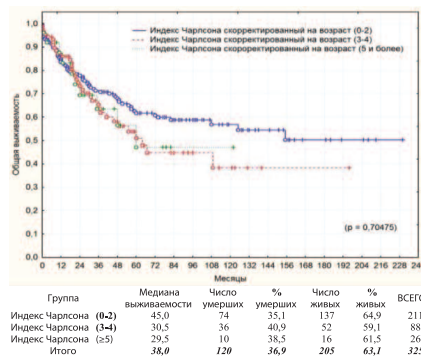 Индекс Чарлсона скорректированный на возраст (0-2)
Индекс Чарлсона скорректированный на возраст (3-4)
Индекс Чарлсона скороректированный на возраст (5 и более)
1,0
0,9
0,8
0,7
0,6
0,5
0,4
0,3
0,2
0,1
0,0
Общая выживаемость
(p = 0,70475)
0 12 24 36 48 60 72 84 96 108 120 132 144 156 168 180 192 204 216 228
Месяцы
Группа Медиана выживаемости Число умерших % умерших Число живых % живых ВСЕГО
Индекс Чарлсона (0-2) 45,0 74 35,1 137 64,9 211
Индекс Чарлсона (3-4) 30,5 36 40,9 52 59,1 88
Индекс Чарлсона (≥5) 29,5 10 38,5 16 61,5 26
Итого 38,0 120 36,9 205 63,1 325